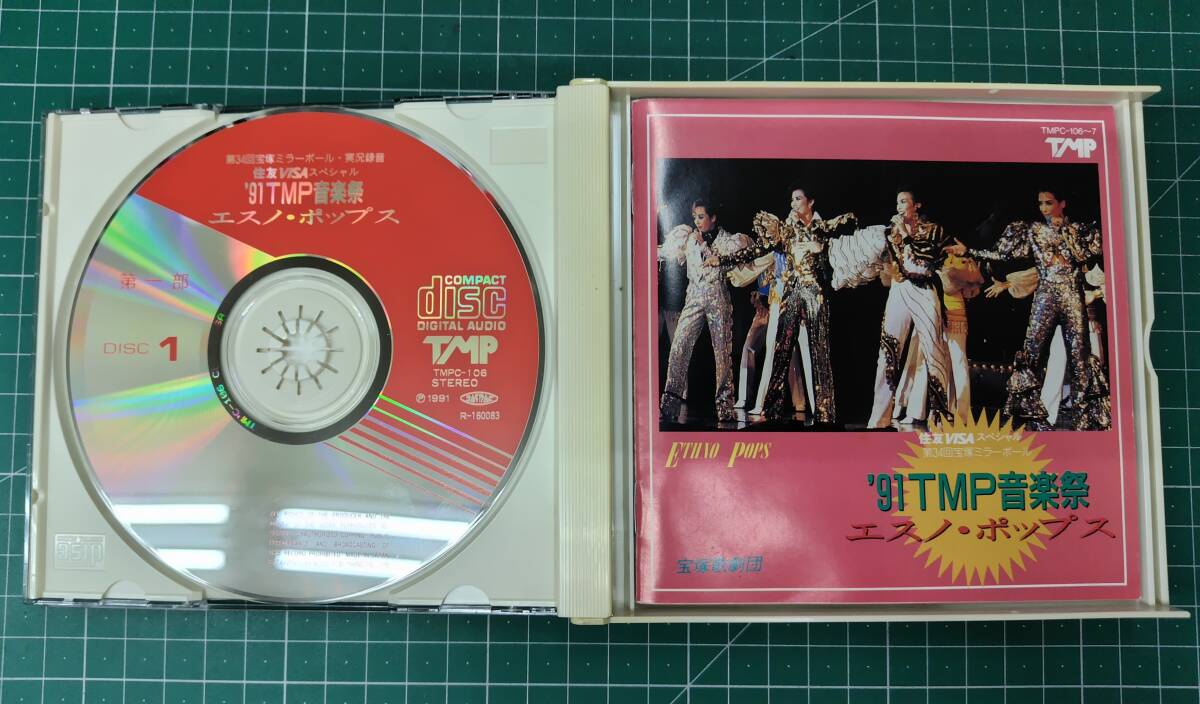 第34回宝塚ミラーボール・実況録音
住友VISAスペシャル
'91TMP音楽祭
エスノ・ポップス
第一部
DISC 1
COMPACT
disc
DIGITAL AUDIO
TMP
TMPC-106
STEREO
℗1991
R-160083
TMPC-106～7
TMP
ETHNO POPS
住友VISAスペシャル
第34回宝塚ミラーボール
'91TMP音楽祭
エスノ・ポップス
宝塚歌劇団